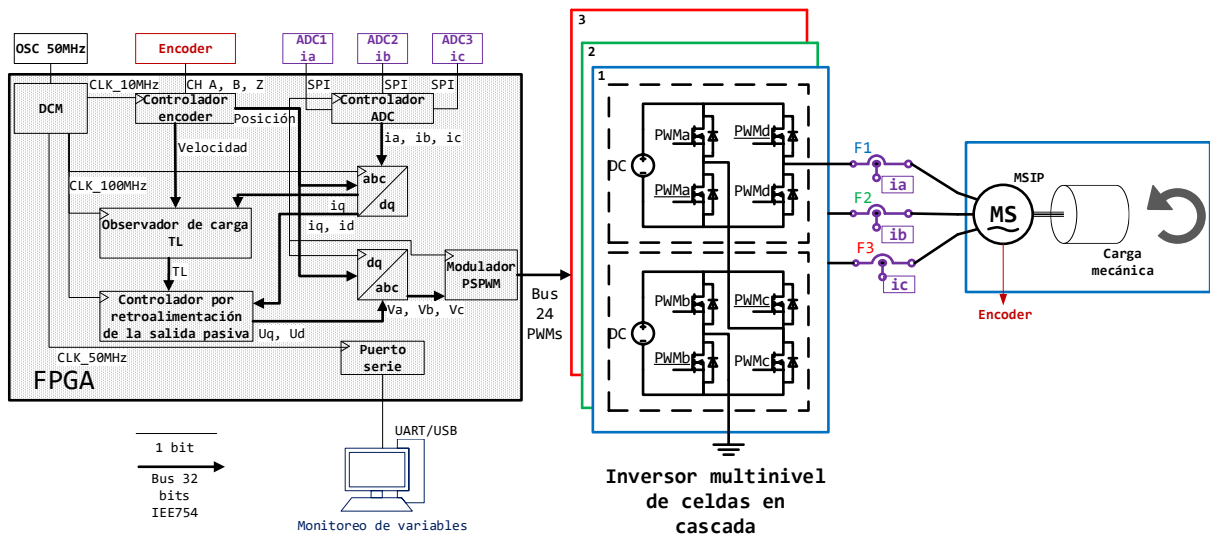 OSC 50MHz
Encoder
ADC1
ia
ADC2
ib
ADC3
ic
CLK_10MHz
CH A, B, Z
SPI
SPI
SPI
DCM
Controlador
encoder
Posición
Controlador
ADC
Velocidad
ia, ib, ic
CLK_100MHz
abc
dq
iq
iq, id
Observador de carga
TL
TL
dq
abc
Modulador
PSPWM
Controlador por
retroalimentación
de la salida pasiva
Uq, Ud
Va, Vb, Vc
CLK_50MHz
Puerto
serie
FPGA
UART/USB
1 bit
Bus 32
bits
IEE754
Monitoreo de variables
Bus
24
PWMs
3
2
1
DC
PWMa
PWMd
PWMa
PWMd
DC
PWMb
PWMc
PWMb
PWMc
Inversor multinivel
de celdas en
cascada
F1
ia
F2
ib
F3
ic
MSIP
MS
Carga
mecánica
Encoder